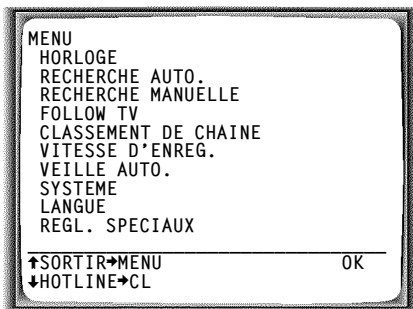 MENU
HORLOGE
RECHERCHE AUTO.
RECHERCHE MANUELLE
FOLLOW TV
CLASSEMENT DE CHAINE
VITESSE D'ENREG.
VEILLE AUTO.
SYSTEME
LANGUE
REGL. SPECIAUX
↑SORTIR→MENU OK
↓HOTLINE→CL